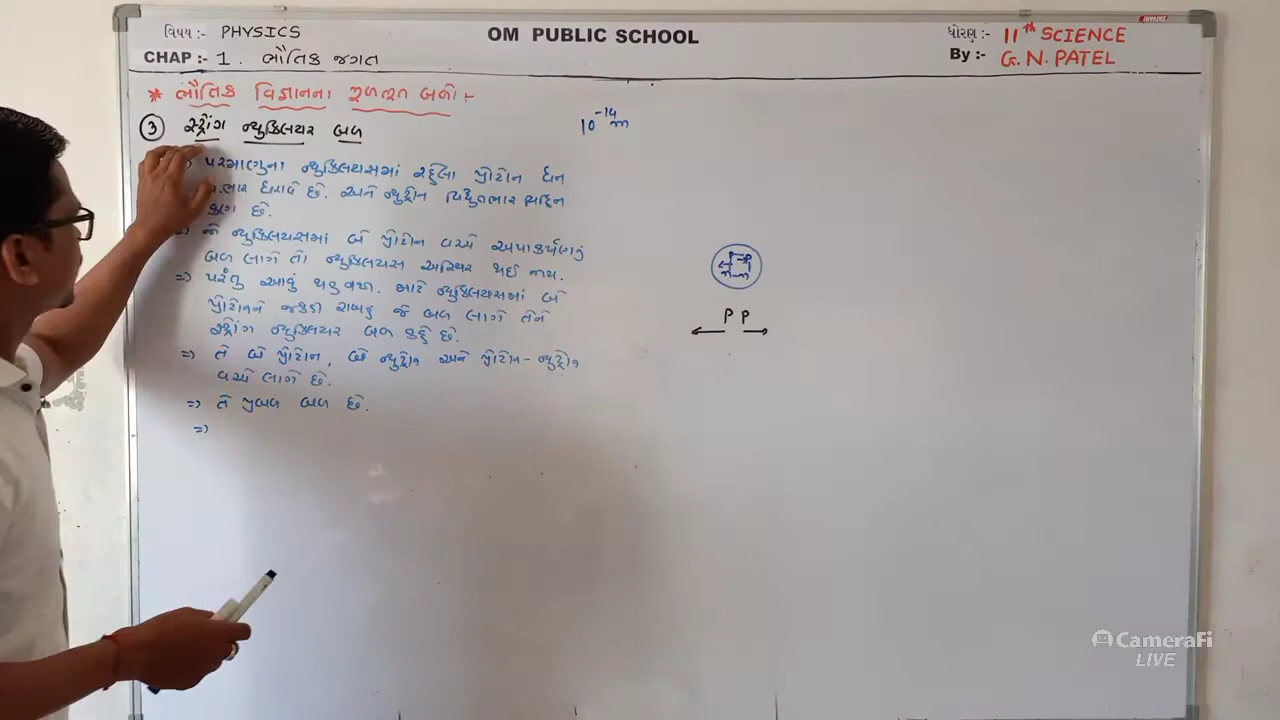 વિષય :- PHYSICS
OM PUBLIC SCHOOL
ધોરણ :- 11th SCIENCE
CHAP :- 1. ભૌતિક જગત
By :- G. N. PATEL
* ભૌતિક વિજ્ઞાનના મૂળભૂત બળો :-
10^-14 m
③ સ્ટ્રોંગ ન્યુક્લિયર બળ
પરમાણુના ન્યુક્લિયસમાં રહેલા પ્રોટોન ધન
વિ.ભાર ધરાવે છે. અને ન્યુટ્રોન વિદ્યુતભાર રહિત
કણ છે.
જો ન્યુક્લિયસમાં બે પ્રોટોન વચ્ચે અપાકર્ષણનું
બળ લાગે તો ન્યુક્લિયસ અસ્થિર થઈ જાય.
=> પરંતુ આવું થતુ નથી. માટે ન્યુક્લિયસમાં બે
પ્રોટોનને જકડી રાખતુ જે બળ લાગે તેને
સ્ટ્રોંગ ન્યુક્લિયર બળ કહે છે.
P P
=> તે બે પ્રોટોન, બે ન્યુટ્રોન અને પ્રોટોન-ન્યુટ્રોન
વચ્ચે લાગે છે.
=> તે પ્રબળ બળ છે.
=>
CameraFi
LIVE